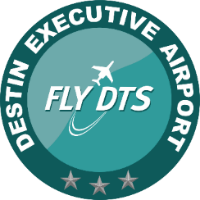 DESTIN EXECUTIVE AIRPORT
FLY DTS